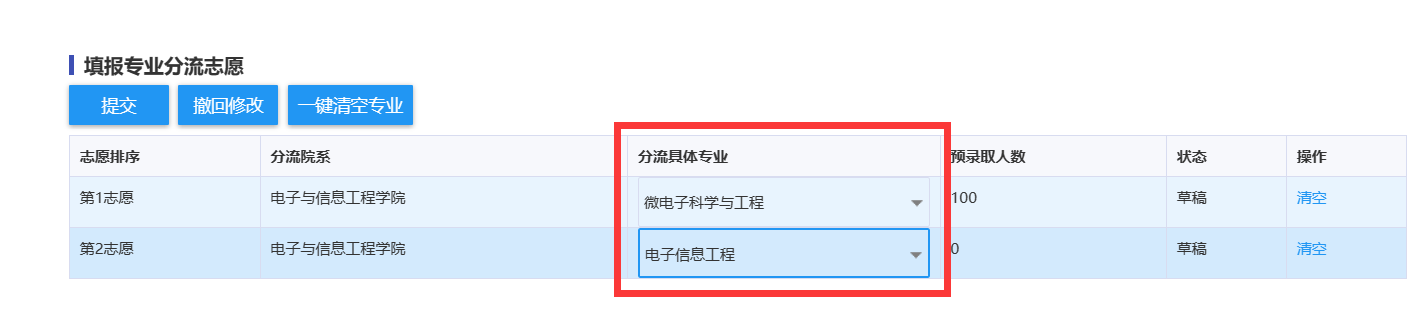 填报专业分流志愿
提交 撤回修改 一键清空专业
志愿排序 分流院系 分流具体专业 预录取人数 状态 操作
第1志愿 电子与信息工程学院 微电子科学与工程 100 草稿 清空
第2志愿 电子与信息工程学院 电子信息工程 0 草稿 清空